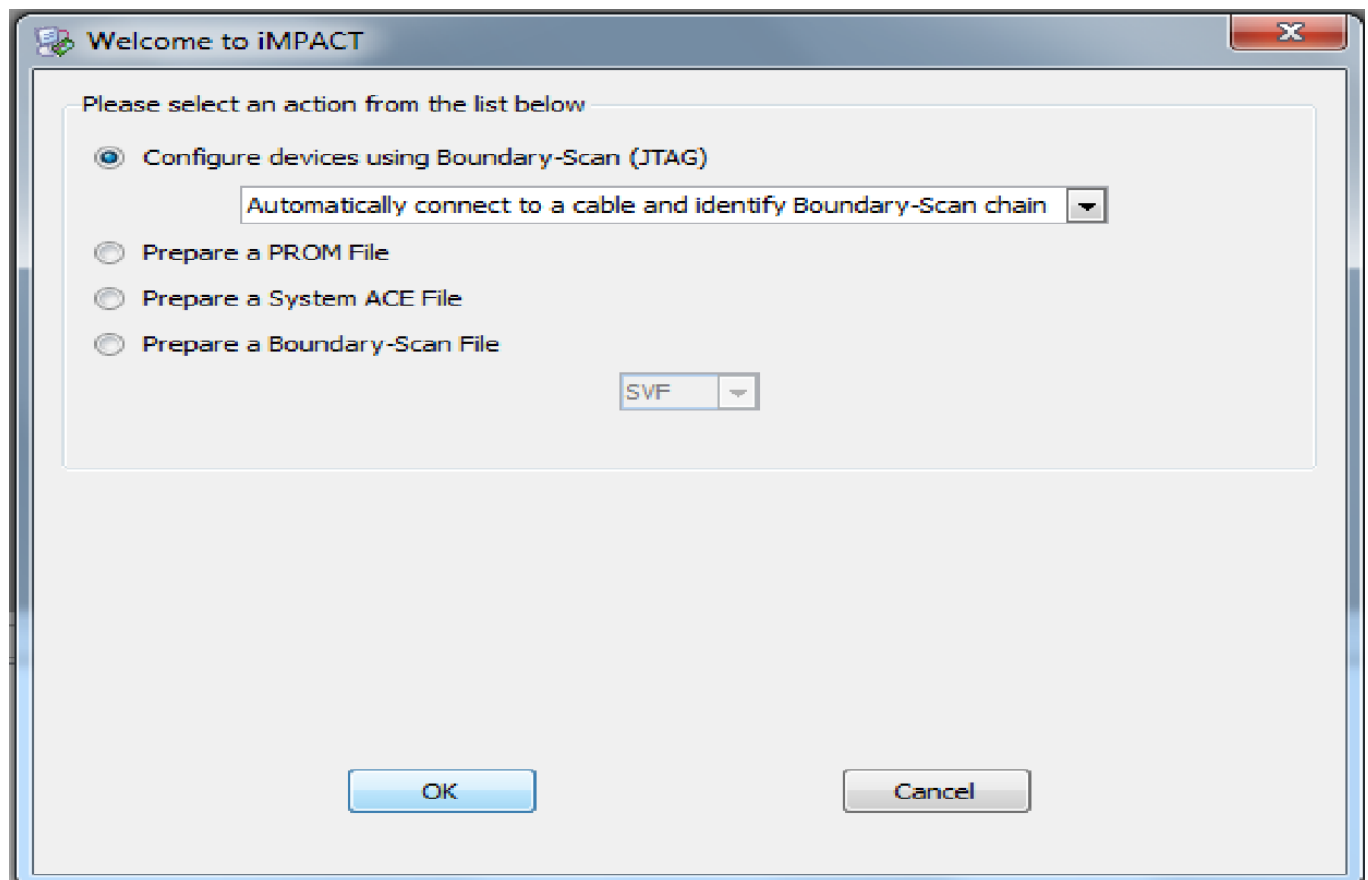 Welcome to iMPACT
Please select an action from the list below
Configure devices using Boundary-Scan (JTAG)
Automatically connect to a cable and identify Boundary-Scan chain
Prepare a PROM File
Prepare a System ACE File
Prepare a Boundary-Scan File
SVF
OK
Cancel